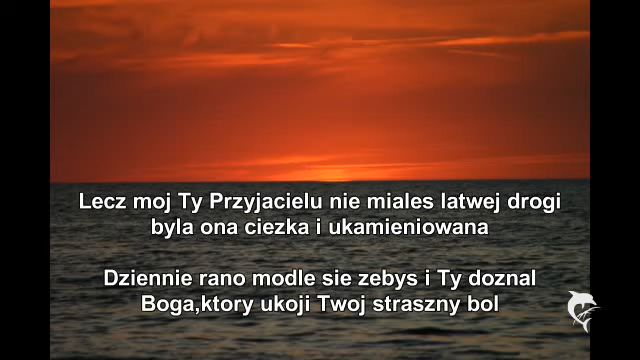 Lecz moj Ty Przyjacielu nie miales latwej drogi
byla ona ciezka i ukamieniowana
Dziennie rano modle sie zebys i Ty doznal
Boga,ktory ukoji Twoj straszny bol